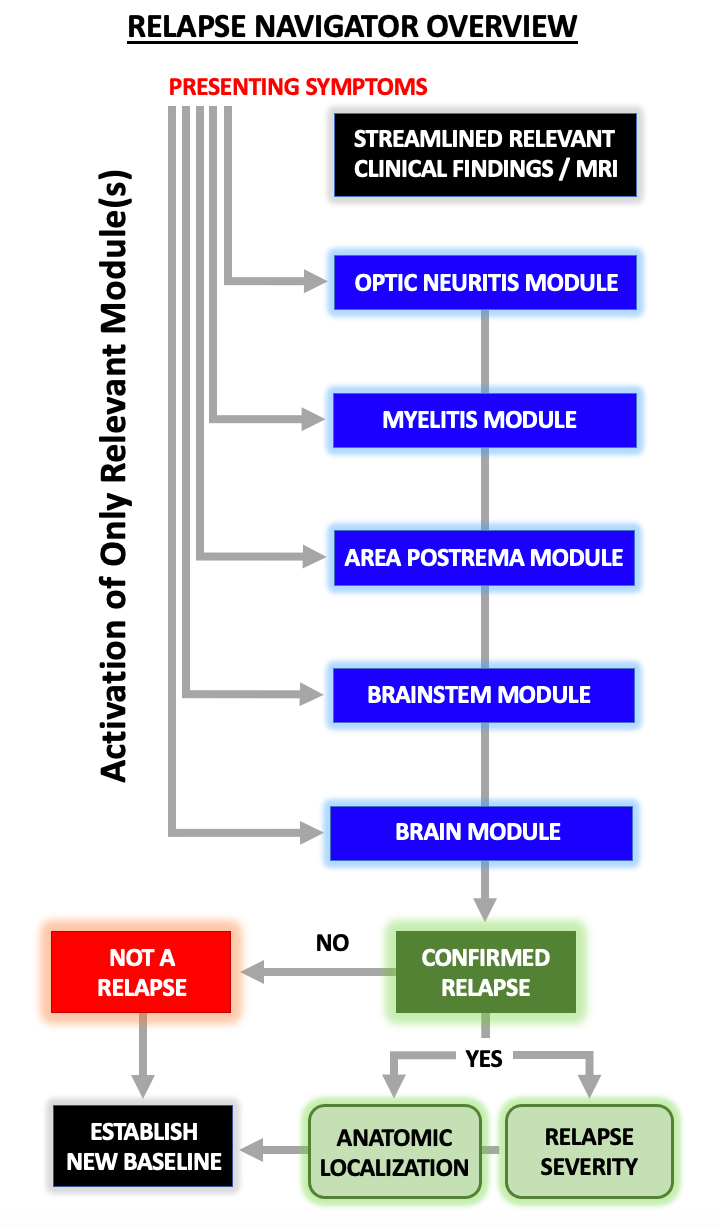 RELAPSE NAVIGATOR OVERVIEW
PRESENTING SYMPTOMS
STREAMLINED RELEVANT
CLINICAL FINDINGS / MRI
Activation of Only Relevant Module(s)
OPTIC NEURITIS MODULE
MYELITIS MODULE
AREA POSTREMA MODULE
BRAINSTEM MODULE
BRAIN MODULE
NOT A
RELAPSE
NO
CONFIRMED
RELAPSE
YES
ESTABLISH
NEW BASELINE
ANATOMIC
LOCALIZATION
RELAPSE
SEVERITY